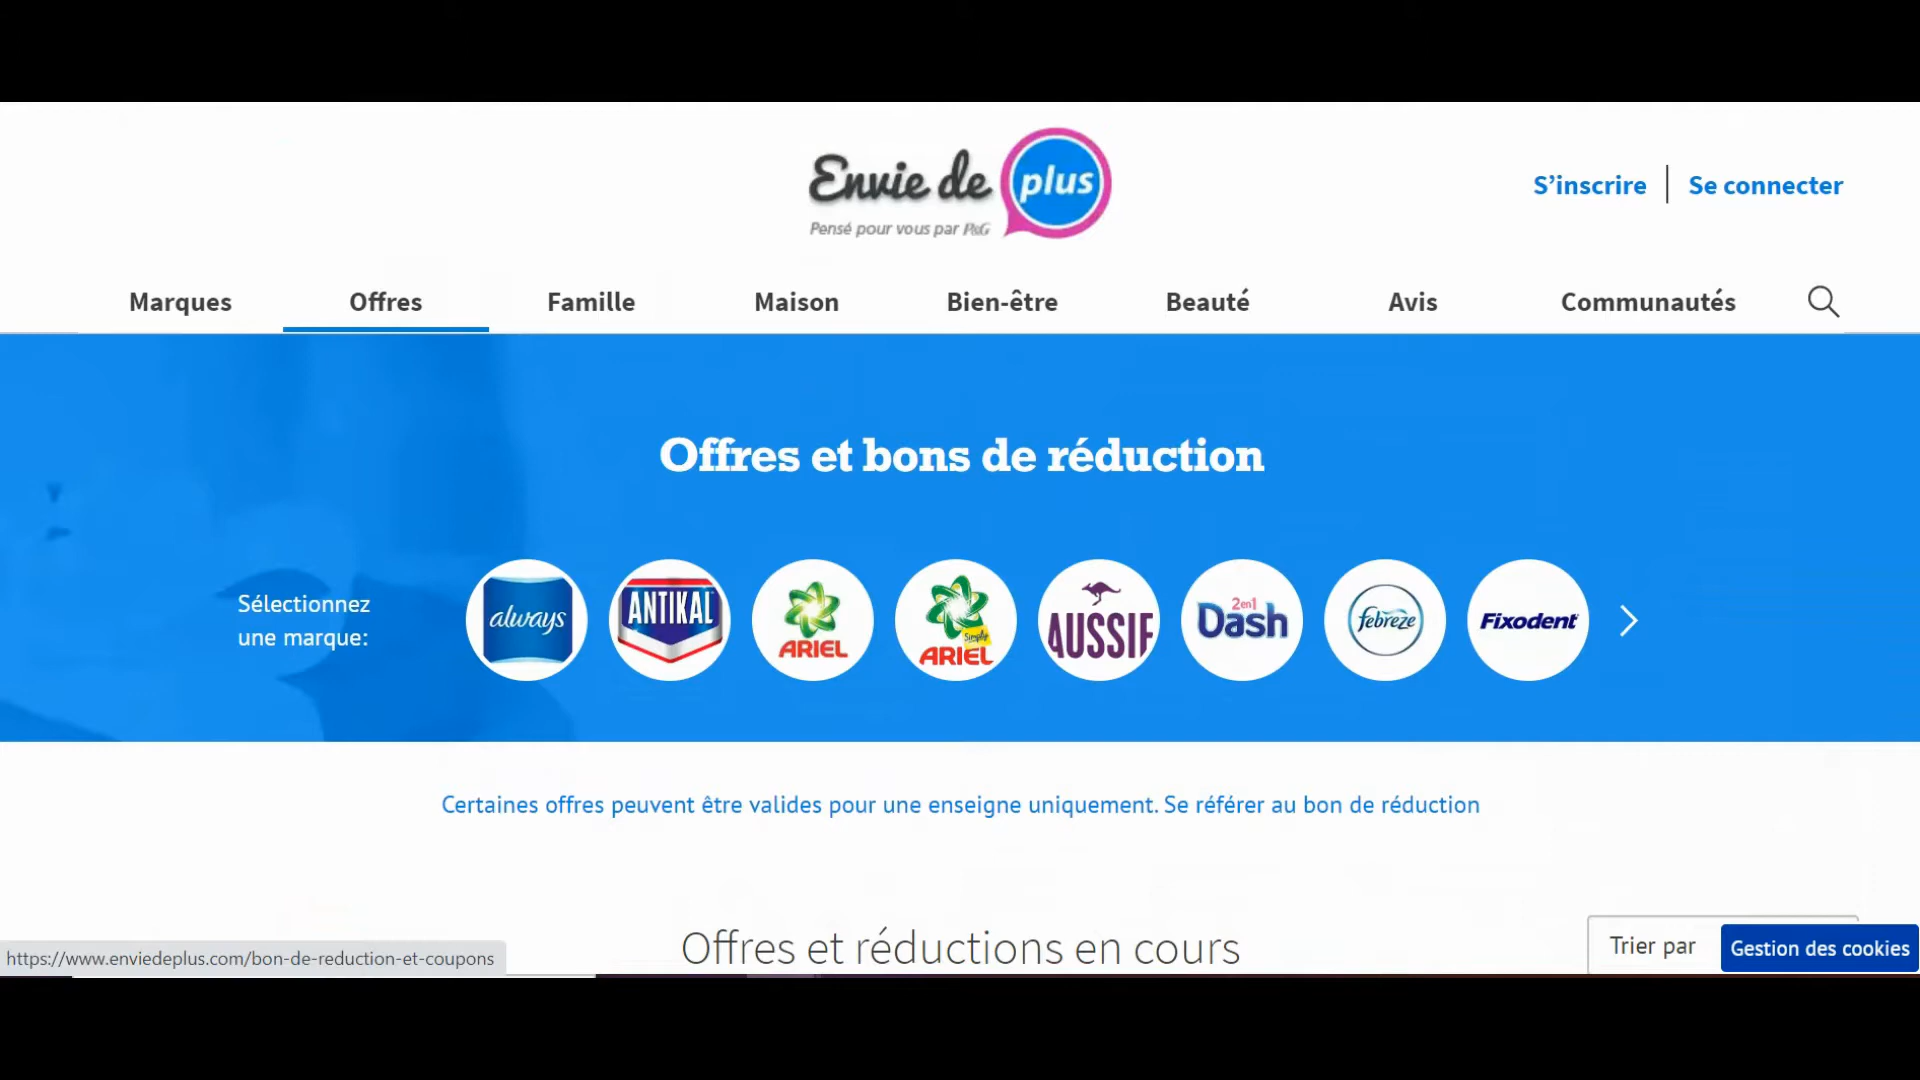 Envie de plus
Pensé pour vous par P&G
S’inscrire
Se connecter
Marques
Offres
Famille
Maison
Bien-être
Beauté
Avis
Communautés
Offres et bons de réduction
Sélectionnez
une marque:
always
ANTIKAL
ARIEL
Simply
ARIEL
AUSSIE
2en1
Dash
febreze
Fixodent
Certaines offres peuvent être valides pour une enseigne uniquement. Se référer au bon de réduction
Offres et réductions en cours
Trier par
Gestion des cookies
https://www.enviedeplus.com/bon-de-reduction-et-coupons